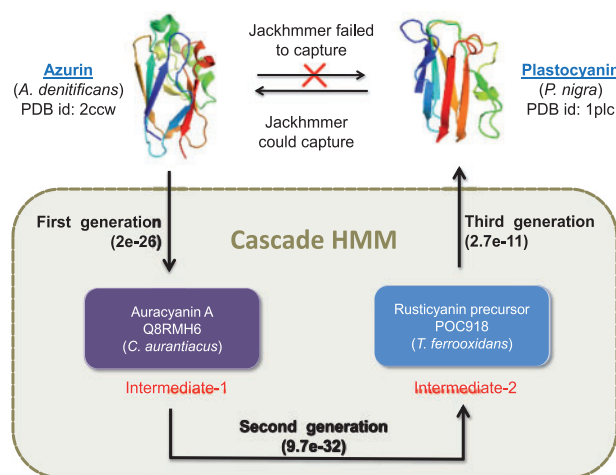 Azurin
(A. denitificans)
PDB id: 2ccw
Jackhmmer failed
to capture
Jackhmmer
could capture
Plastocyanin
(P. nigra)
PDB id: 1plc
First generation
(2e-26)
Cascade HMM
Third generation
(2.7e-11)
Auracyanin A
Q8RMH6
(C. aurantiacus)
Intermediate-1
Rusticyanin precursor
POC918
(T. ferrooxidans)
Intermediate-2
Second generation
(9.7e-32)